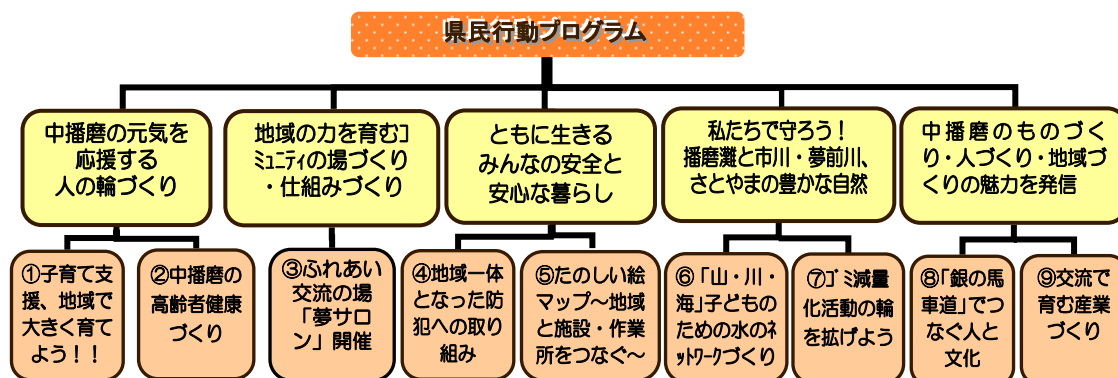 県民行動プログラム
中播磨の元気を
応援する
人の輪づくり
地域の力を育むｺ
ﾐｭﾆﾃｨの場づくり
・仕組みづくり
ともに生きる
みんなの安全と
安心な暮らし
私たちで守ろう！
播磨灘と市川・夢前川、
さとやまの豊かな自然
中播磨のものづく
り・人づくり・地域づ
くりの魅力を発信
①子育て支
援、地域で
大きく育て
よう！！
②中播磨の
高齢者健康
づくり
③ふれあい
交流の場
「夢サロ
ン」開催
④地域一体
となった防
犯への取り
組み
⑤たのしい絵
マップ～地域
と施設・作業
所をつなぐ～
⑥「山・川・
海」子どもの
ための水のﾈ
ｯﾄﾜｰｸづくり
⑦ｺﾞﾐ減量
化活動の輪
を拡げよう
⑧「銀の馬
車道」でつ
なぐ人と
文化
⑨交流で
育む産業
づくり